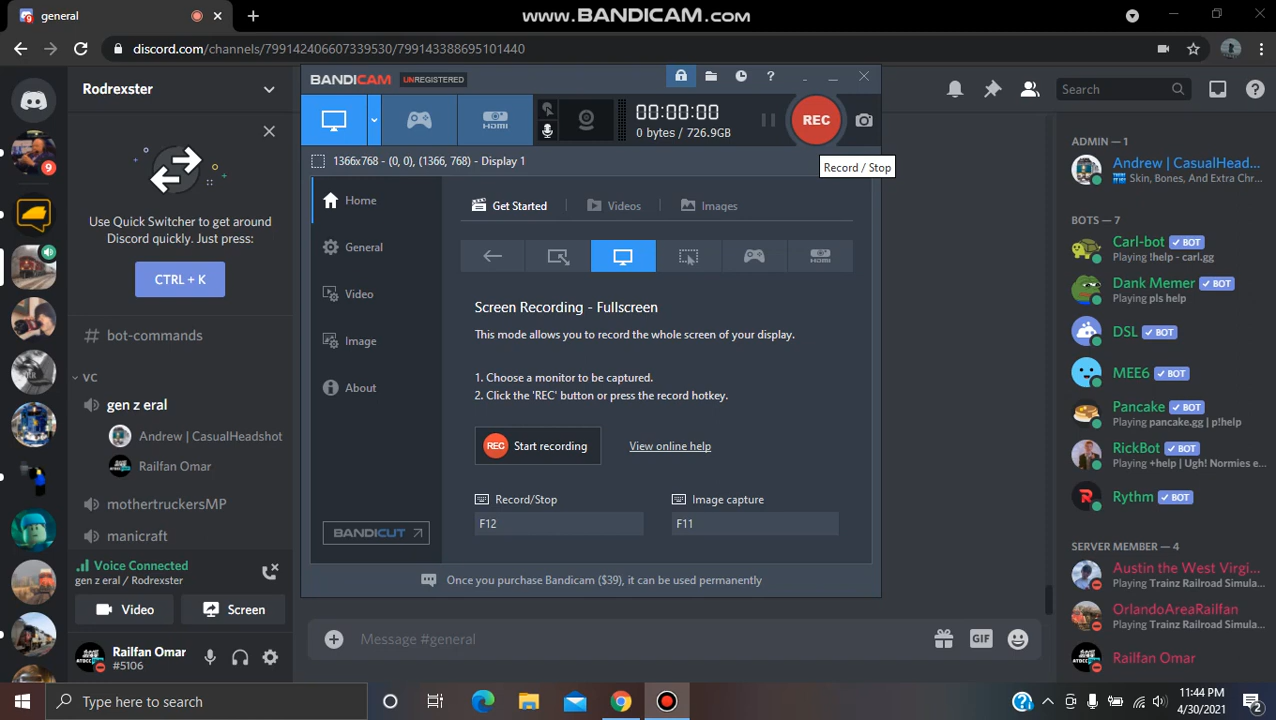 general
www.BANDICAM.com
discord.com/channels/799142406607339530/799143388695101440
Rodrexster
Use Quick Switcher to get around
Discord quickly. Just press:
CTRL + K
9
bot-commands
VC
gen z eral
Andrew | CasualHeadshot
Railfan Omar
mothertruckersMP
manicraft
Voice Connected
gen z eral / Rodrexster
Video
Screen
Railfan Omar
#5106
BANDICAM
UNREGISTERED
HDMI
00:00:00
0 bytes / 726.9GB
REC
Record / Stop
1366x768 - (0, 0), (1366, 768) - Display 1
Home
General
Video
Image
About
BANDICUT
Get Started
Videos
Images
HDMI
Screen Recording - Fullscreen
This mode allows you to record the whole screen of your display.
1. Choose a monitor to be captured.
2. Click the 'REC' button or press the record hotkey.
REC Start recording
View online help
Record/Stop
Image capture
F12
F11
Once you purchase Bandicam ($39), it can be used permanently
Message #general
GIF
Search
ADMIN — 1
Andrew | CasualHead...
Skin, Bones, And Extra Chr...
BOTS — 7
Carl-bot ✓ BOT
Playing !help - carl.gg
Dank Memer ✓ BOT
Playing pls help
DSL ✓ BOT
MEE6 ✓ BOT
Pancake ✓ BOT
Playing pancake.gg | p!help
RickBot ✓ BOT
Playing +help | Ugh! Normies e...
Rythm ✓ BOT
SERVER MEMBER — 4
Austin the West Virgi...
Playing Trainz Railroad Simula...
OrlandoAreaRailfan
Playing Trainz Railroad Simula...
Railfan Omar
Type here to search
11:44 PM
4/30/2021
2